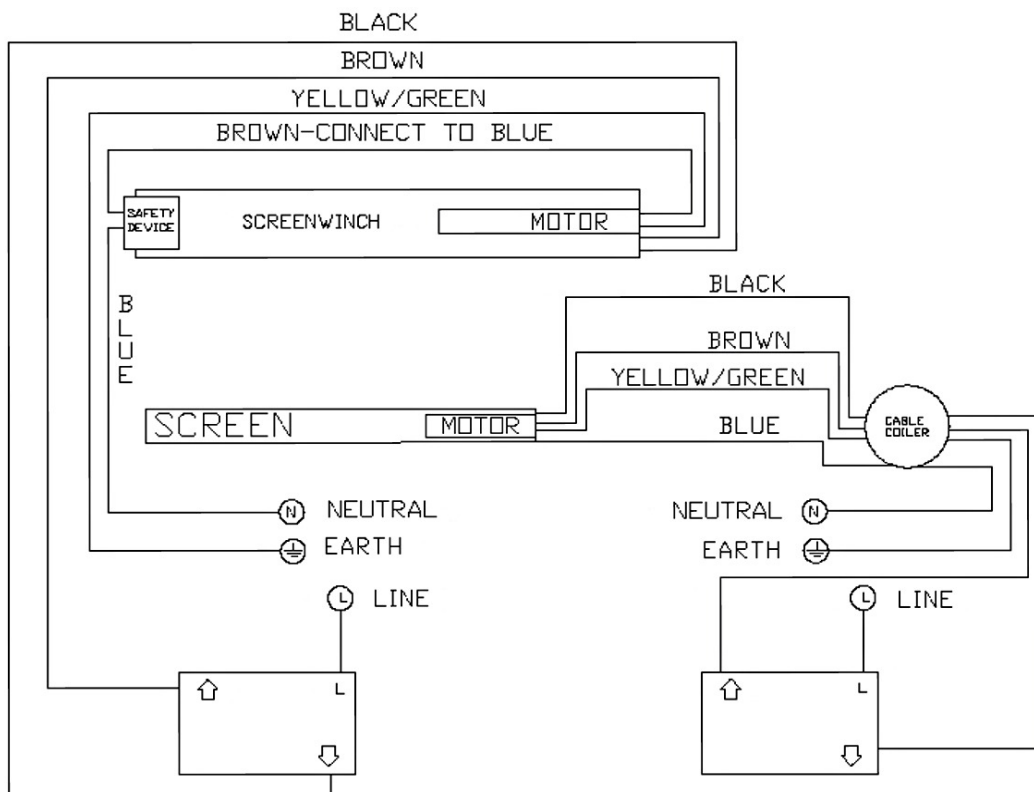 BLACK
BROWN
YELLOW/GREEN
BROWN-CONNECT TO BLUE
SAFETY
DEVICE
SCREENWINCH
MOTOR
BLUE
BLACK
BROWN
YELLOW/GREEN
SCREEN
MOTOR
BLUE
CABLE
COILER
N NEUTRAL
NEUTRAL N
EARTH
EARTH
L LINE
L LINE
L
L